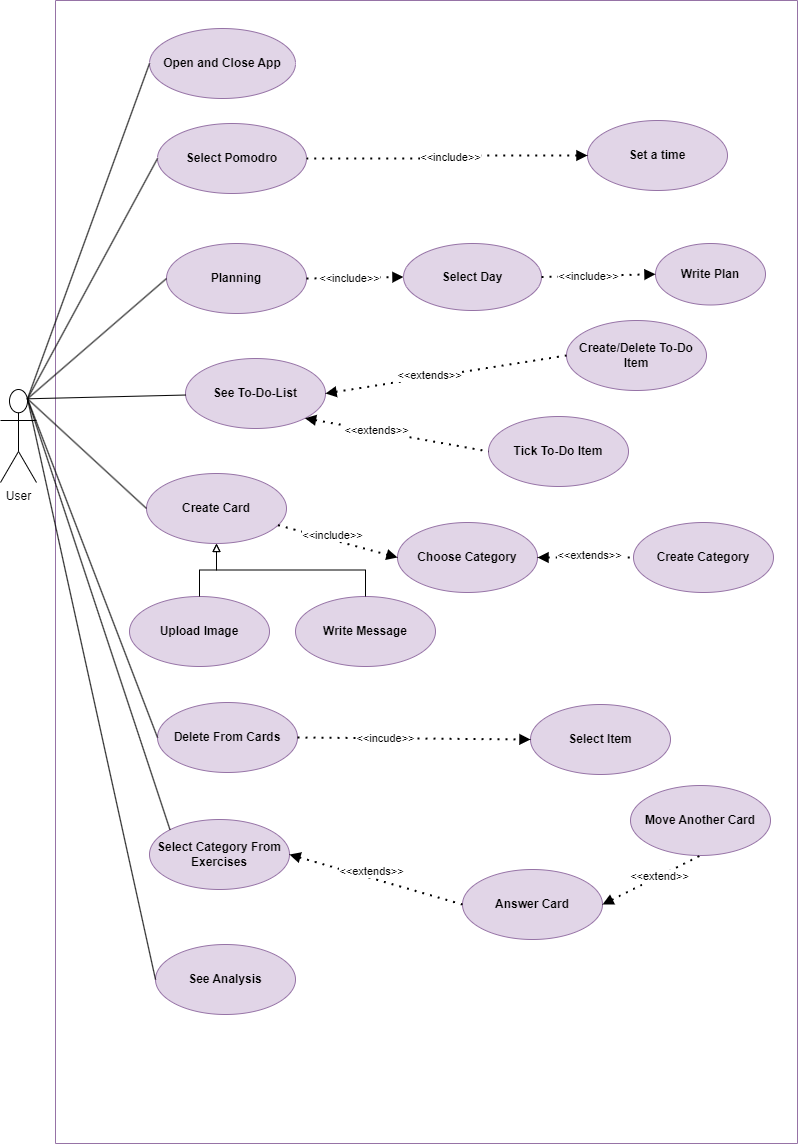 Open and Close App
Select Pomodro
<<include>>
Set a time
Planning
<<include>>
Select Day
<<include>>
Write Plan
See To-Do-List
<<extends>>
Create/Delete To-Do
Item
<<extends>>
Tick To-Do Item
User
Create Card
<<include>>
Choose Category
<<extends>>
Create Category
Upload Image
Write Message
Delete From Cards
<<incude>>
Select Item
Select Category From
Exercises
<<extends>>
Answer Card
<<extend>>
Move Another Card
See Analysis